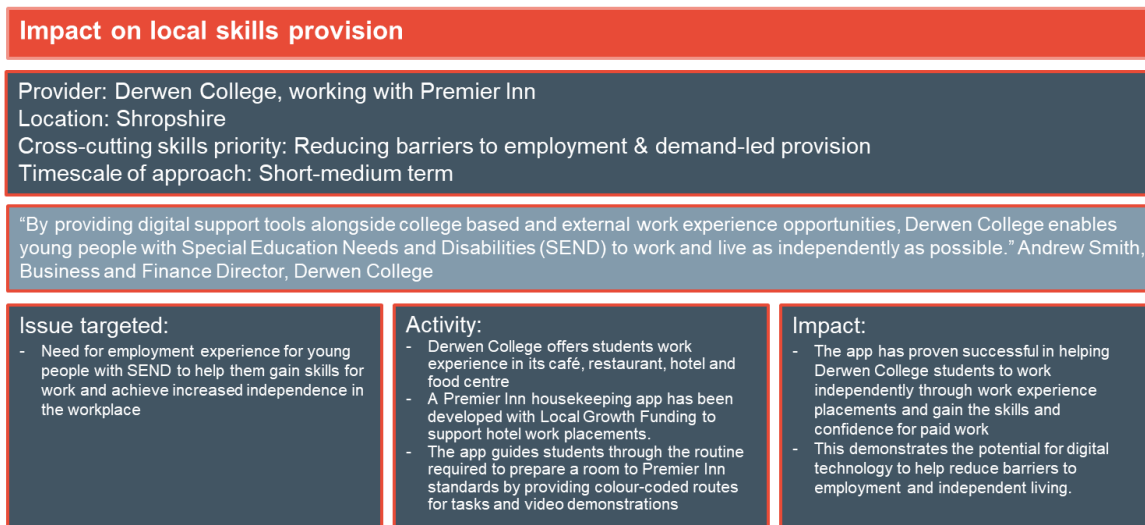 Impact on local skills provision
Provider: Derwen College, working with Premier Inn
Location: Shropshire
Cross-cutting skills priority: Reducing barriers to employment & demand-led provision
Timescale of approach: Short-medium term
“By providing digital support tools alongside college based and external work experience opportunities, Derwen College enables
young people with Special Education Needs and Disabilities (SEND) to work and live as independently as possible.” Andrew Smith,
Business and Finance Director, Derwen College
Issue targeted:
- Need for employment experience for young
people with SEND to help them gain skills for
work and achieve increased independence in
the workplace
Activity:
- Derwen College offers students work
experience in its café, restaurant, hotel and
food centre
- A Premier Inn housekeeping app has been
developed with Local Growth Funding to
support hotel work placements.
- The app guides students through the routine
required to prepare a room to Premier Inn
standards by providing colour-coded routes
for tasks and video demonstrations
Impact:
- The app has proven successful in helping
Derwen College students to work
independently through work experience
placements and gain the skills and
confidence for paid work
- This demonstrates the potential for digital
technology to help reduce barriers to
employment and independent living.